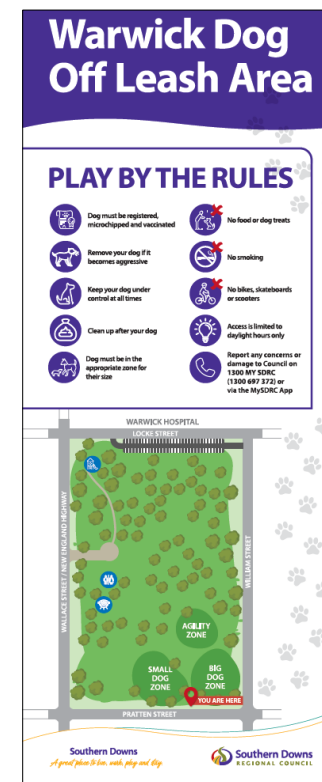 Warwick Dog
Off Leash Area
PLAY BY THE RULES
Dog must be registered,
microchipped and vaccinated
Remove your dog if it
becomes aggressive
Keep your dog under
control at all times
Clean up after your dog
Dog must be in the
appropriate zone for
their size
No food or dog treats
No smoking
No bikes, skateboards
or scooters
Access is limited to
daylight hours only
Report any concerns or
damage to Council on
1300 MY SDRC
(1300 697 372) or
via the MySDRC App
WARWICK HOSPITAL
LOCKE STREET
WALLACE STREET / NEW ENGLAND HIGHWAY
WILLIAM STREET
AGILITY
ZONE
SMALL
DOG
ZONE
BIG
DOG
ZONE
YOU ARE HERE
PRATTEN STREET
Southern Downs
A great place to live, work, play and stay.
Southern Downs
REGIONAL COUNCIL